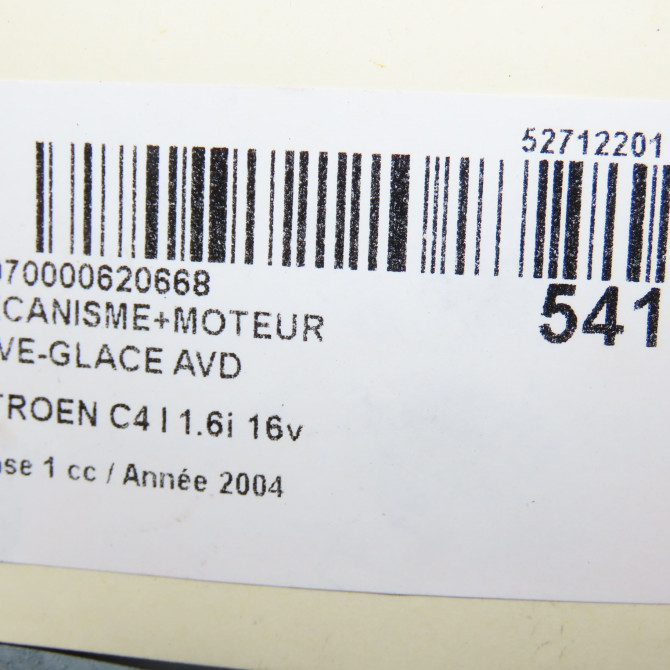 52712201
070000620668
541
CANISME+MOTEUR
VE-GLACE AVD
TROEN C4 I 1.6i 16v
se 1 cc / Année 2004